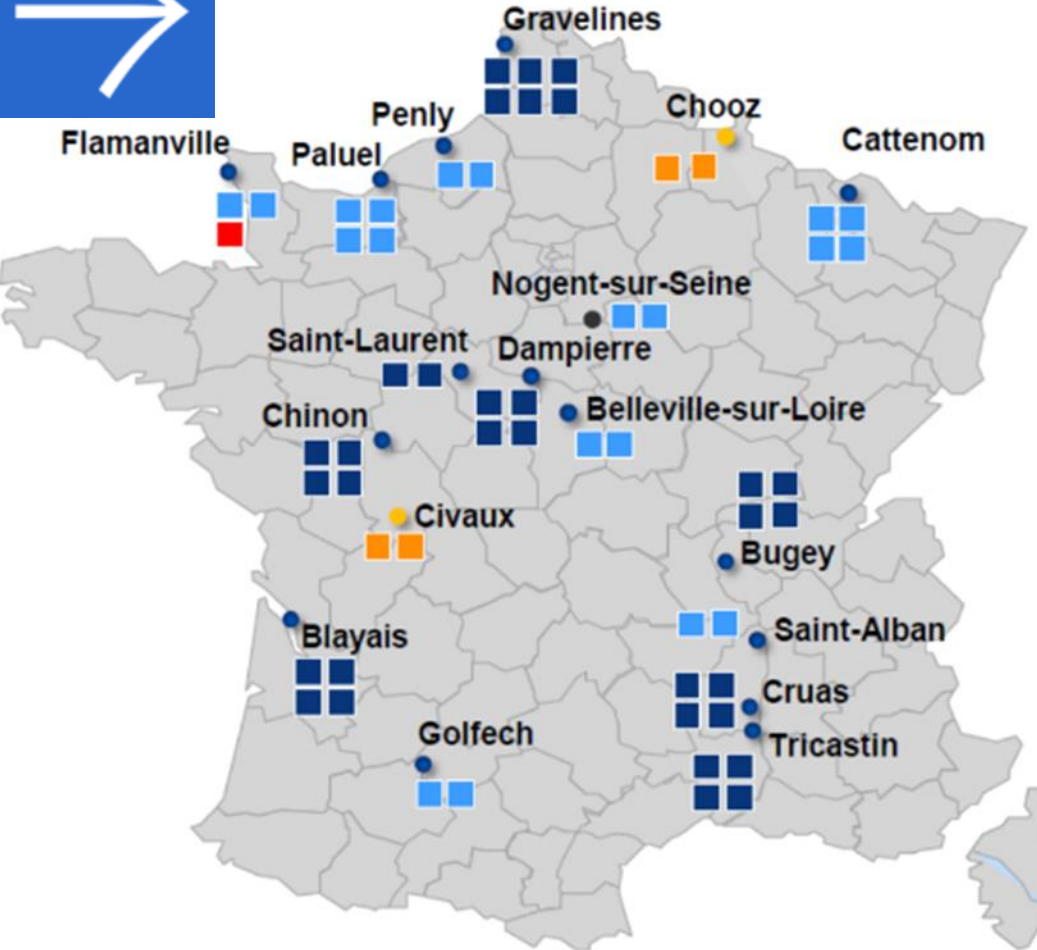 Gravelines
Penly
Chooz
Flamanville
Paluel
Cattenom
Nogent-sur-Seine
Saint-Laurent
Dampierre
Chinon
Belleville-sur-Loire
Civaux
Bugey
Blayais
Saint-Alban
Cruas
Golfech
Tricastin